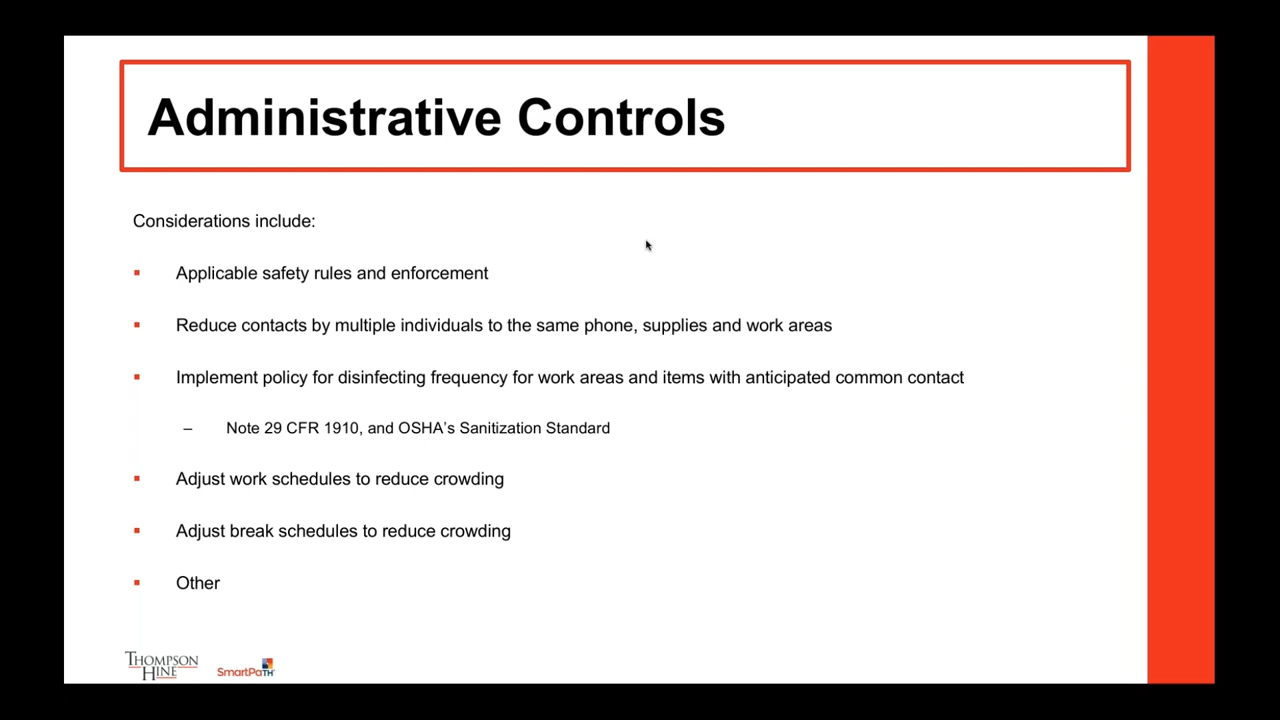 Administrative Controls
Considerations include:
▪ Applicable safety rules and enforcement
▪ Reduce contacts by multiple individuals to the same phone, supplies and work areas
▪ Implement policy for disinfecting frequency for work areas and items with anticipated common contact
– Note 29 CFR 1910, and OSHA's Sanitization Standard
▪ Adjust work schedules to reduce crowding
▪ Adjust break schedules to reduce crowding
▪ Other
THOMPSON
HINE
SmartPaTH